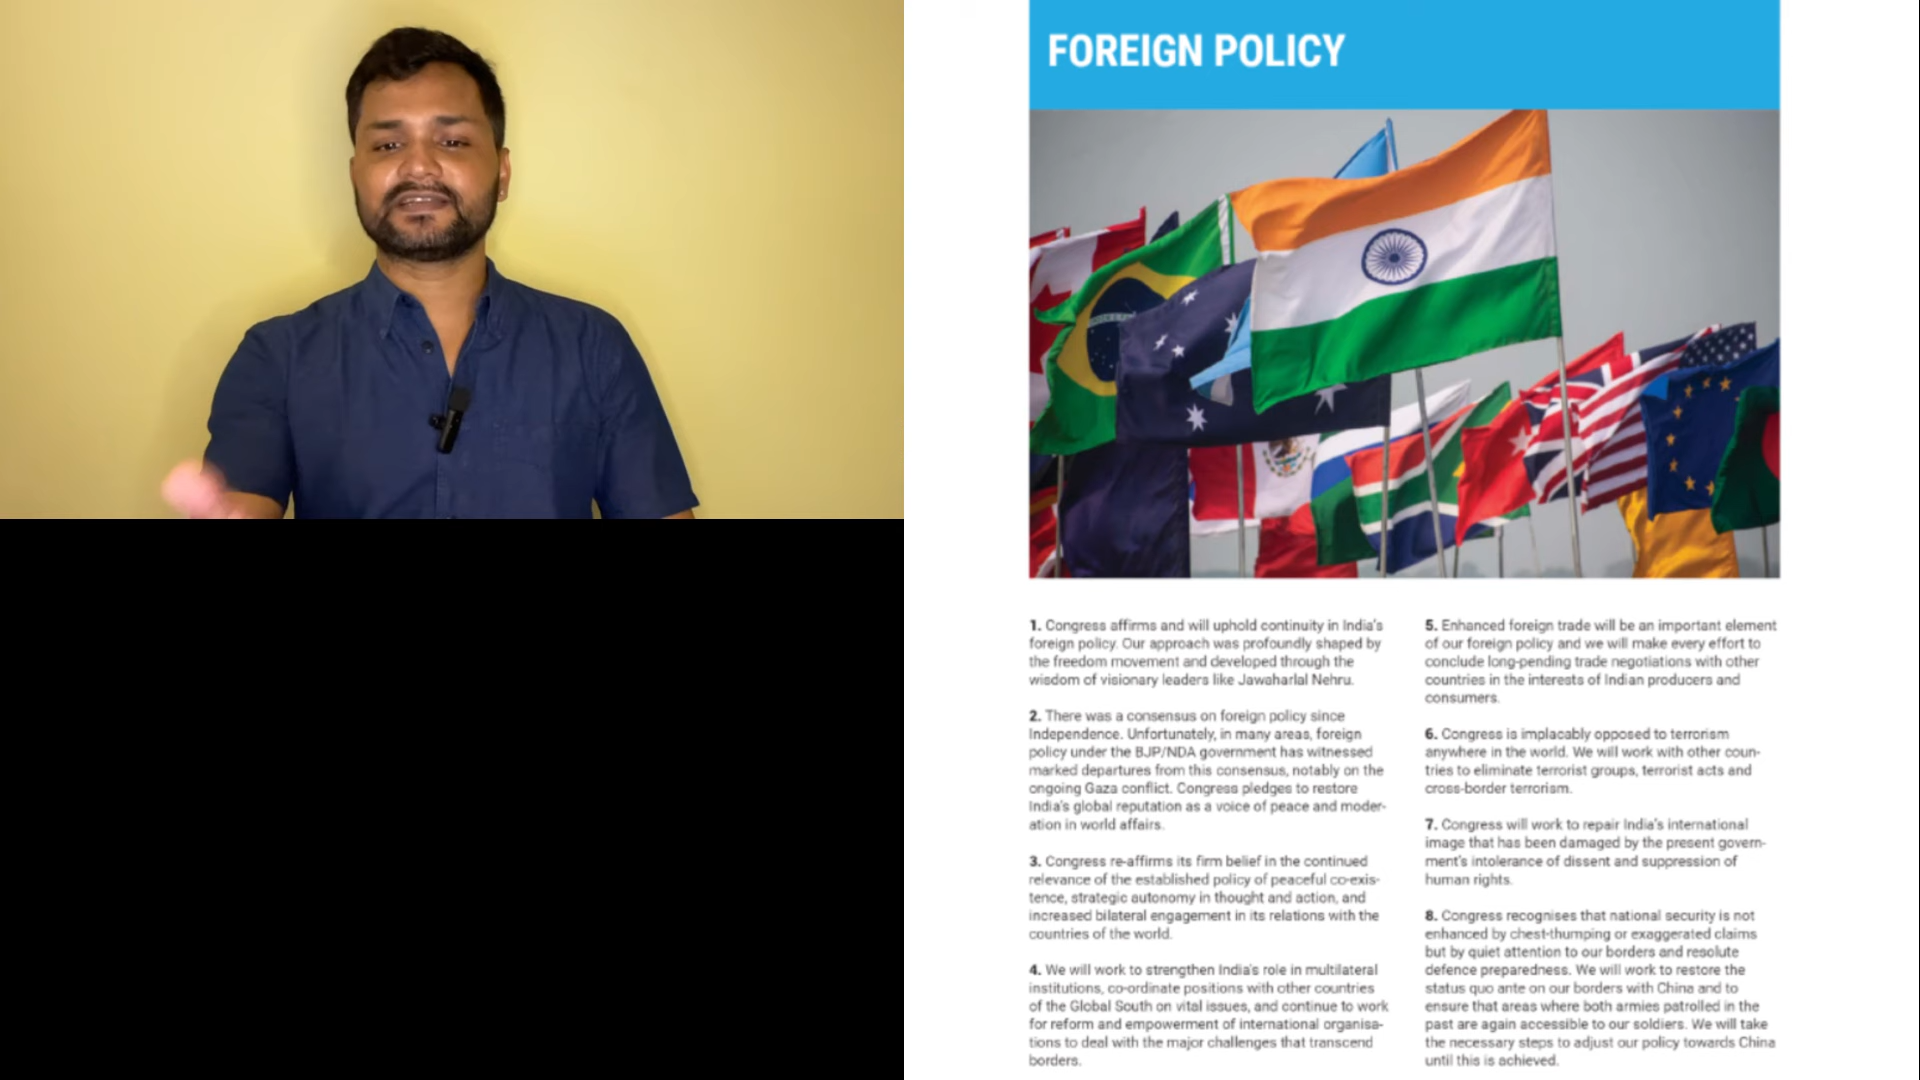 FOREIGN POLICY
1. Congress affirms and will uphold continuity in India's
foreign policy. Our approach was profoundly shaped by
the freedom movement and developed through the
wisdom of visionary leaders like Jawaharlal Nehru.
2. There was a consensus on foreign policy since
Independence. Unfortunately, in many areas, foreign
policy under the BJP/NDA government has witnessed
marked departures from this consensus, notably on the
ongoing Gaza conflict. Congress pledges to restore
India's global reputation as a voice of peace and moder-
ation in world affairs.
3. Congress re-affirms its firm belief in the continued
relevance of the established policy of peaceful co-exis-
tence, strategic autonomy in thought and action, and
increased bilateral engagement in its relations with the
countries of the world.
4. We will work to strengthen India's role in multilateral
institutions, co-ordinate positions with other countries
of the Global South on vital issues, and continue to work
for reform and empowerment of international organisa-
tions to deal with the major challenges that transcend
borders.
5. Enhanced foreign trade will be an important element
of our foreign policy and we will make every effort to
conclude long-pending trade negotiations with other
countries in the interests of Indian producers and
consumers.
6. Congress is implacably opposed to terrorism
anywhere in the world. We will work with other coun-
tries to eliminate terrorist groups, terrorist acts and
cross-border terrorism.
7. Congress will work to repair India's international
image that has been damaged by the present govern-
ment's intolerance of dissent and suppression of
human rights.
8. Congress recognises that national security is not
enhanced by chest-thumping or exaggerated claims
but by quiet attention to our borders and resolute
defence preparedness. We will work to restore the
status quo ante on our borders with China and to
ensure that areas where both armies patrolled in the
past are again accessible to our soldiers. We will take
the necessary steps to adjust our policy towards China
until this is achieved.